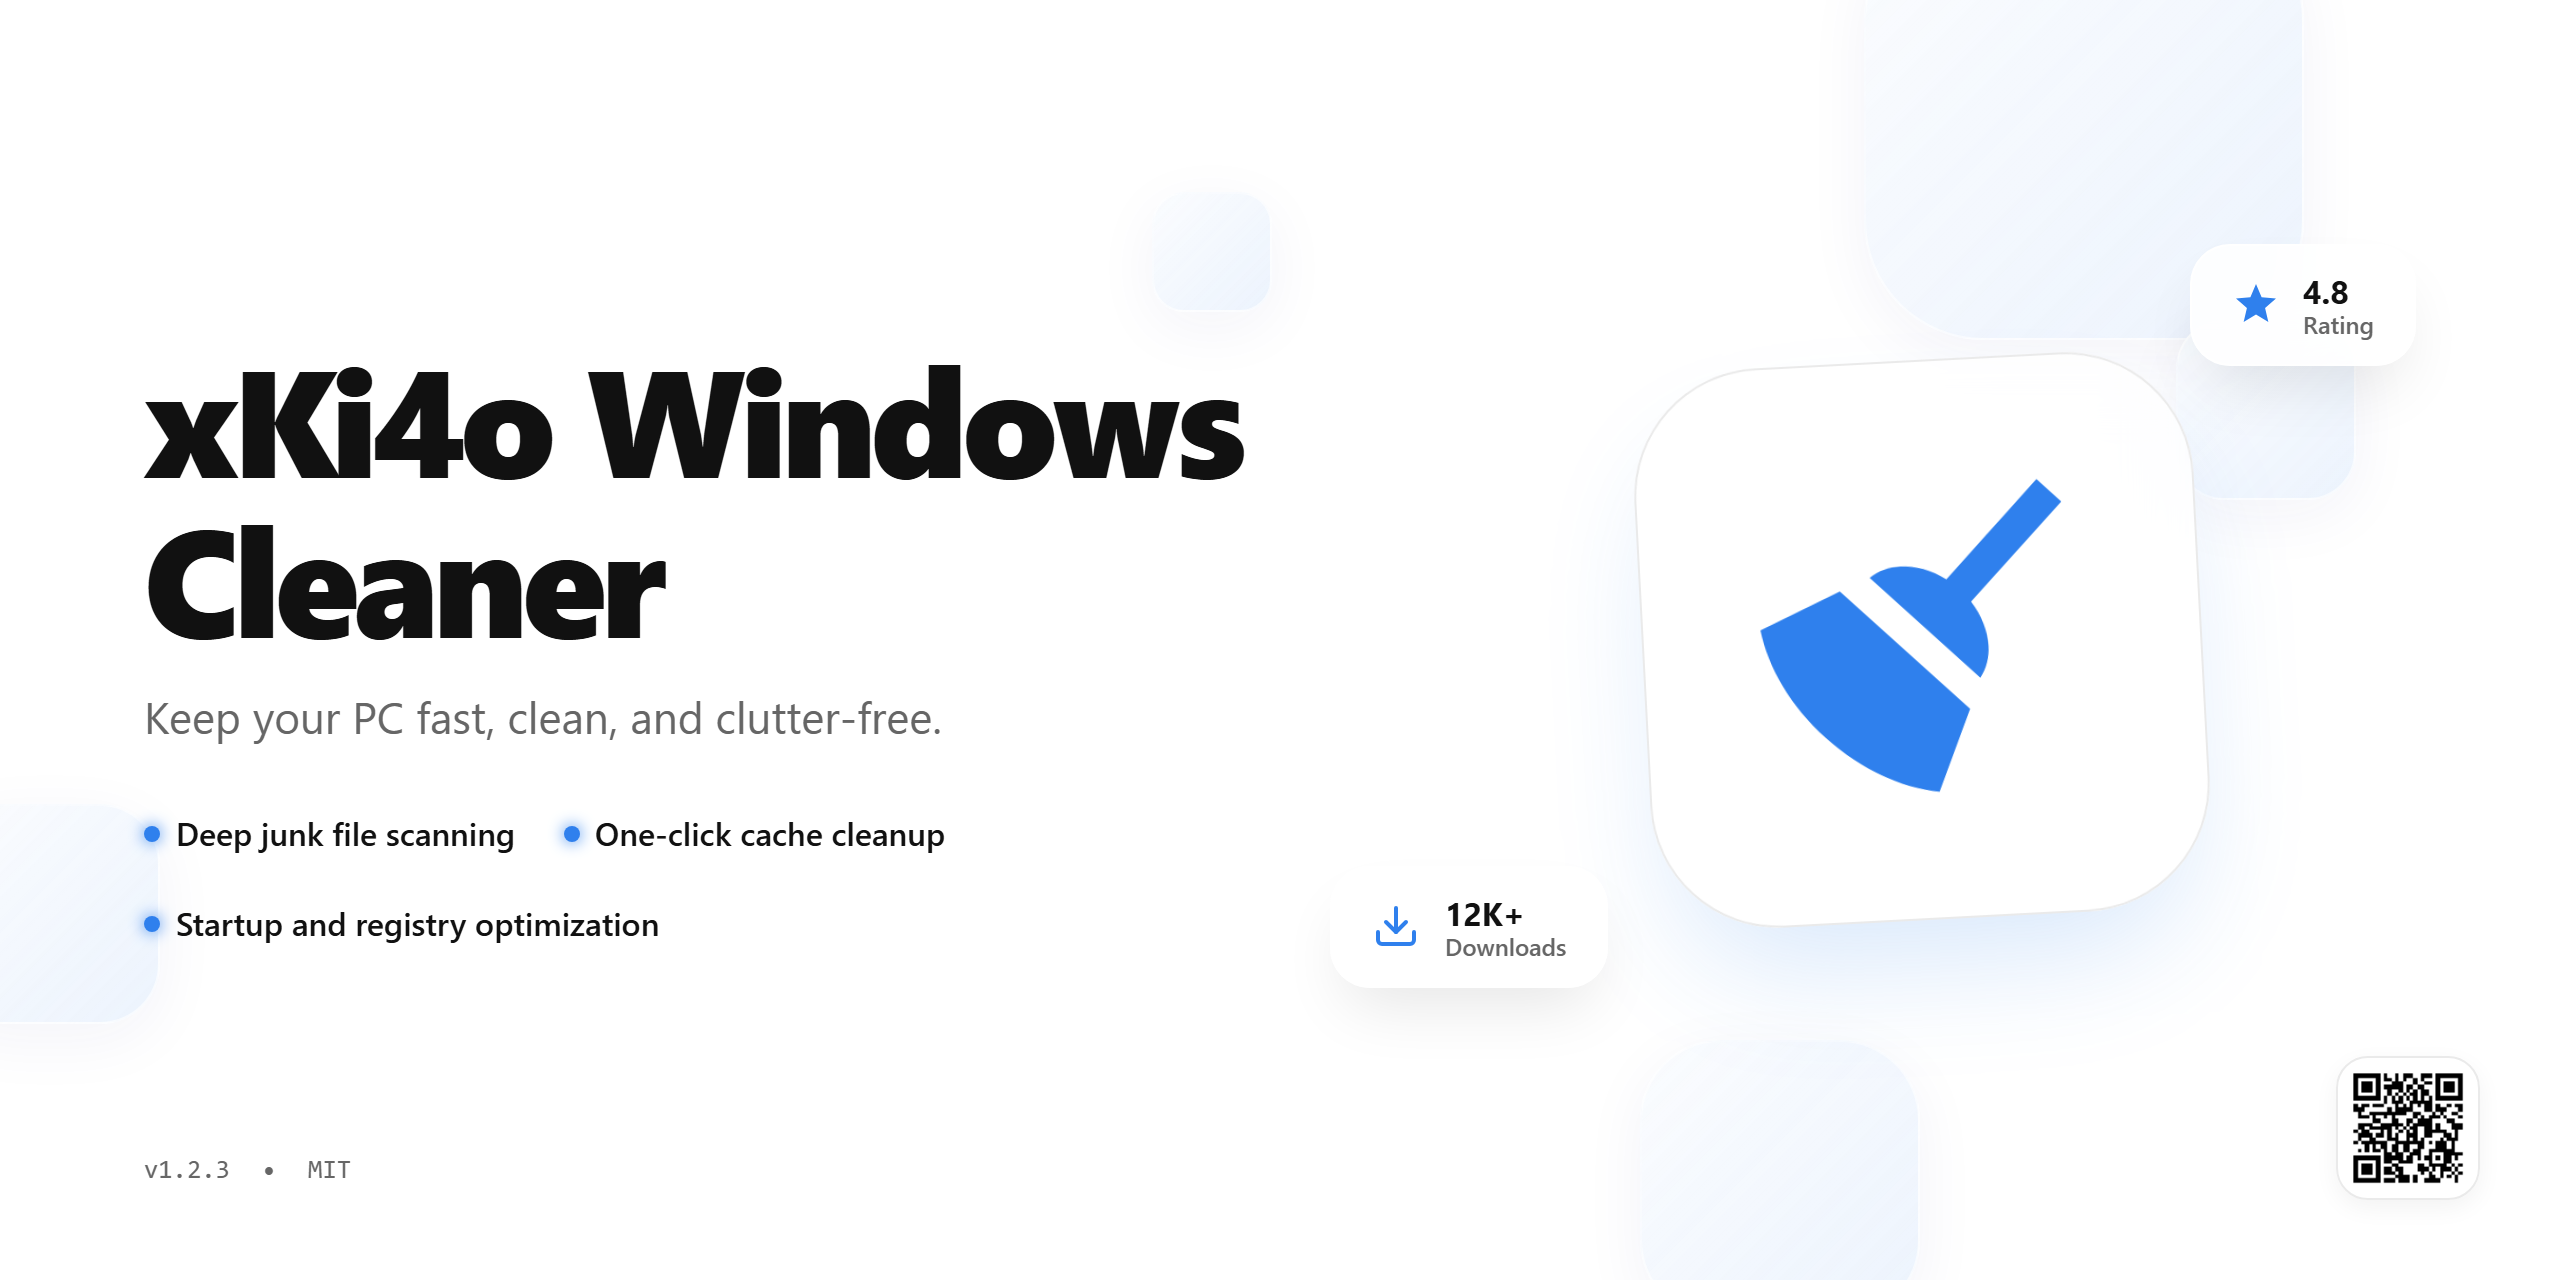 xKi4o Windows
Cleaner
Keep your PC fast, clean, and clutter-free.
Deep junk file scanning
One-click cache cleanup
Startup and registry optimization
4.8
Rating
12K+
Downloads
v1.2.3 • MIT